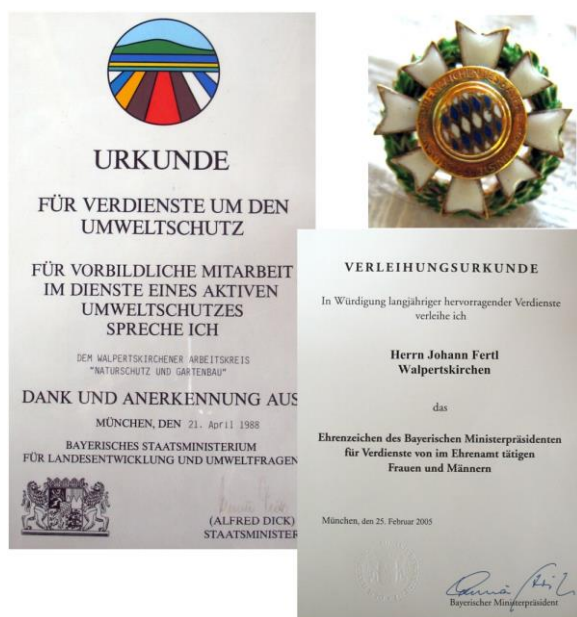 URKUNDE
FÜR VERDIENSTE UM DEN
UMWELTSCHUTZ
FÜR VORBILDLICHE MITARBEIT
IM DIENSTE EINES AKTIVEN
UMWELTSCHUTZES
SPRECHE ICH
DEM WALPERTSKIRCHENER ARBEITSKREIS
"NATURSCHUTZ UND GARTENBAU"
DANK UND ANERKENNUNG AUS
MÜNCHEN, DEN 21. April 1988
BAYERISCHES STAATSMINISTERIUM
FÜR LANDESENTWICKLUNG UND UMWELTFRAGEN
(ALFRED DICK)
STAATSMINISTER
VERLEIHUNGSURKUNDE
In Würdigung langjähriger hervorragender Verdienste
verleihe ich
Herrn Johann Fertl
Walpertskirchen
das
Ehrenzeichen des Bayerischen Ministerpräsidenten
für Verdienste von im Ehrenamt tätigen
Frauen und Männern
München, den 25. Februar 2005
Bayerischer Ministerpräsident